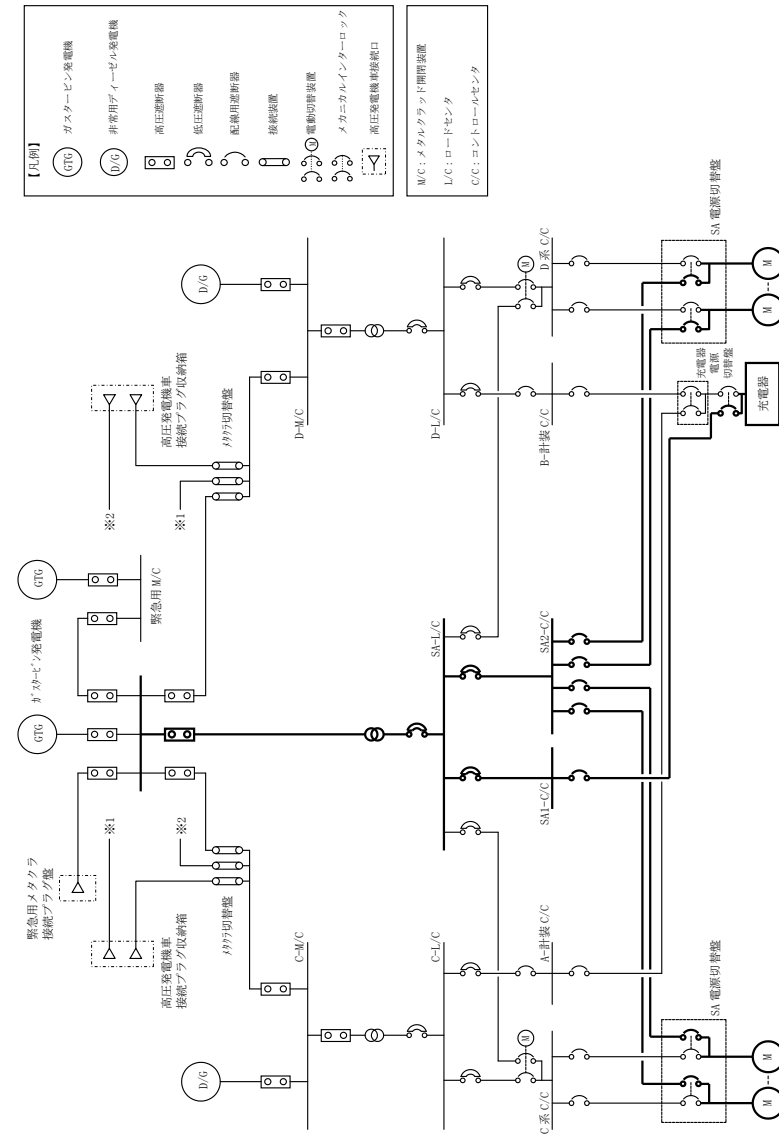 【凡例】
GTG
ガスタービン発電機
D/G
非常用ディーゼル発電機
高圧遮断器
低圧遮断器
配線用遮断器
接続装置
M
電動切替装置
メカニカルインターロック
高圧発電機車接続口
M/C：メタルクラッド開閉装置
L/C：ロードセンタ
C/C：コントロールセンタ
GTG
ガスタービン発電機
GTG
緊急用M/C
緊急用メタクラ
接続プラグ盤
※1
※2
高圧発電機車
接続プラグ収納箱
メタクラ切替盤
高圧発電機車
接続プラグ収納箱
※2
※1
メタクラ切替盤
D/G
C-M/C
D/G
D-M/C
C-L/C
SA-L/C
D-L/C
M
C系C/C
A-計装C/C
SA1-C/C
SA2-C/C
B-計装C/C
M
D系C/C
SA電源切替盤
M
M
充電器
電源
切替盤
充電器
SA電源切替盤
M
M